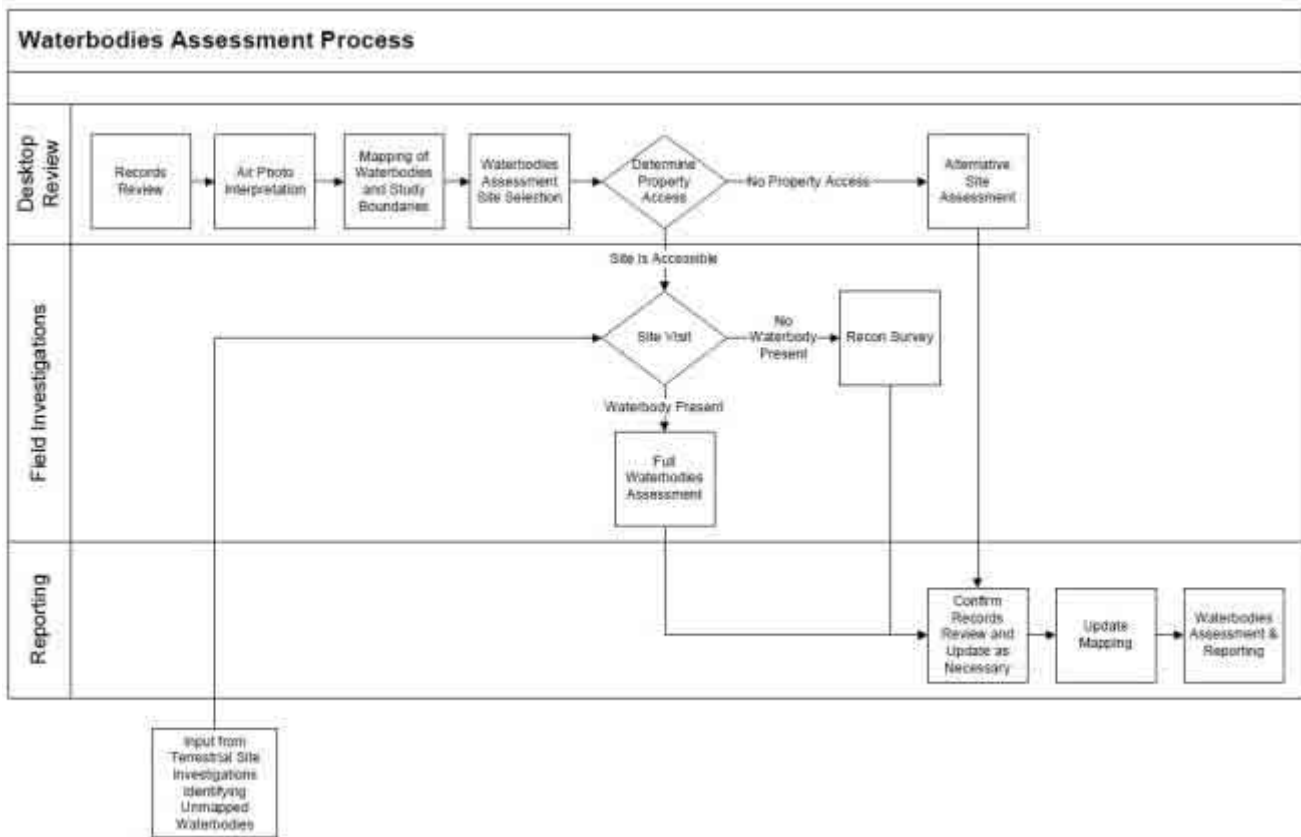 Waterbodies Assessment Process
Desktop
Review
Records
Review
Air Photo
Interpretation
Mapping of
Waterbodies
and Study
Boundaries
Waterbodies
Assessment
Site Selection
Determine
Property
Access
No Property Access
Alternative
Site
Assessment
Field Investigations
Site Is Accessible
Site Visit
No
Waterbody
Present
Recon Survey
Waterbody Present
Full
Waterbodies
Assessment
Reporting
Confirm
Records
Review and
Update as
Necessary
Update
Mapping
Waterbodies
Assessment &
Reporting
Input from
Terrestrial Site
Investigations
Identifying
Unmapped
Waterbodies